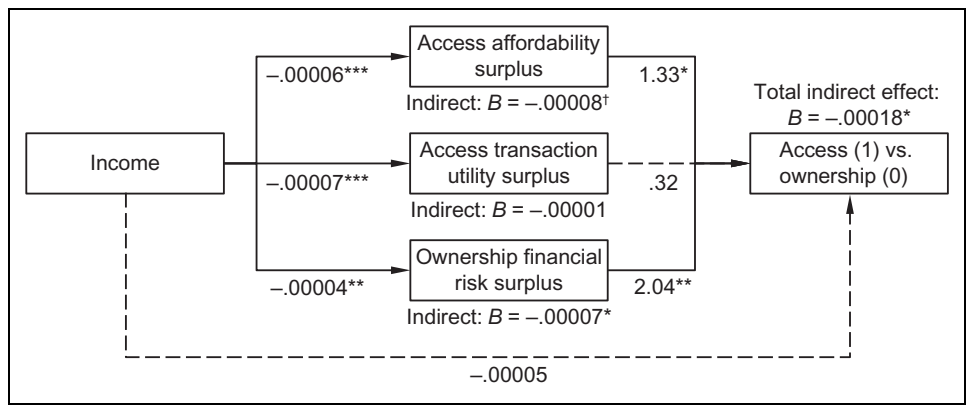 Access affordability
surplus
–.00006***
1.33*
Indirect: B = –.00008†
Total indirect effect:
B = –.00018*
Income
Access transaction
utility surplus
Access (1) vs.
ownership (0)
–.00007***
.32
Indirect: B = –.00001
Ownership financial
risk surplus
–.00004**
2.04**
Indirect: B = –.00007*
–.00005